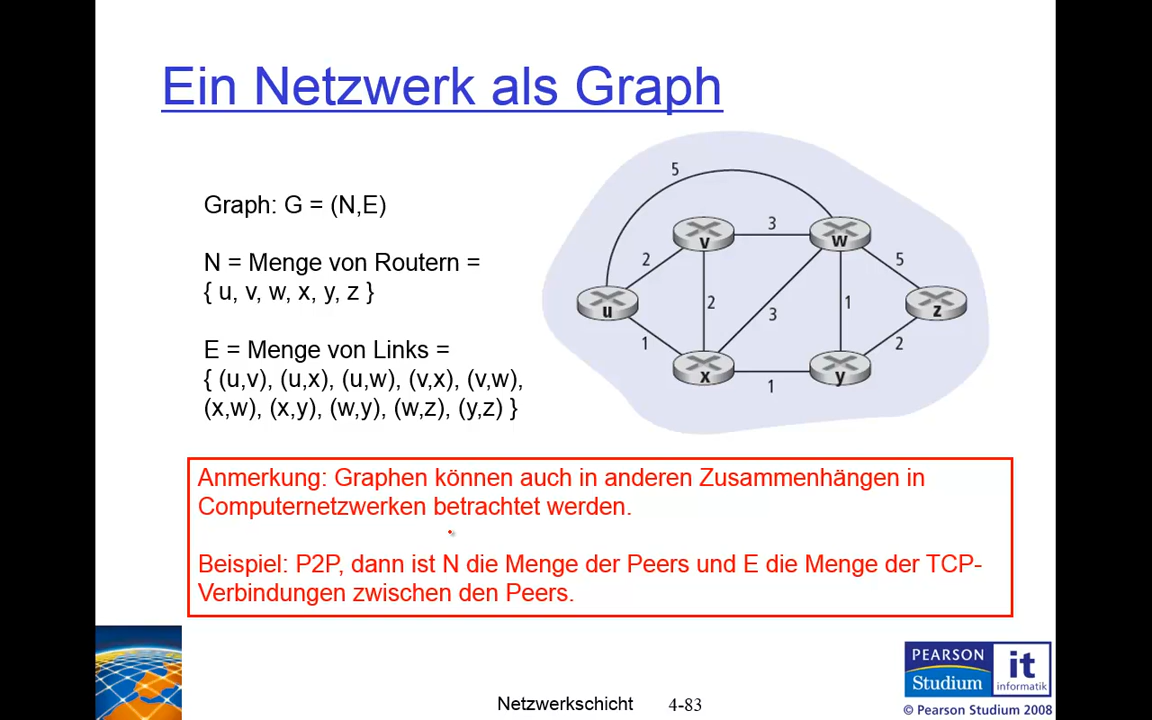 Ein Netzwerk als Graph
Graph: G = (N,E)
N = Menge von Routern =
{ u, v, w, x, y, z }
E = Menge von Links =
{ (u,v), (u,x), (u,w), (v,x), (v,w),
(x,w), (x,y), (w,y), (w,z), (y,z) }
5
v
3
w
2
5
u
2
3
1
z
1
2
x
1
y
Anmerkung: Graphen können auch in anderen Zusammenhängen in
Computernetzwerken betrachtet werden.
Beispiel: P2P, dann ist N die Menge der Peers und E die Menge der TCP-
Verbindungen zwischen den Peers.
Netzwerkschicht 4-83
PEARSON
Studium
it
informatik
© Pearson Studium 2008